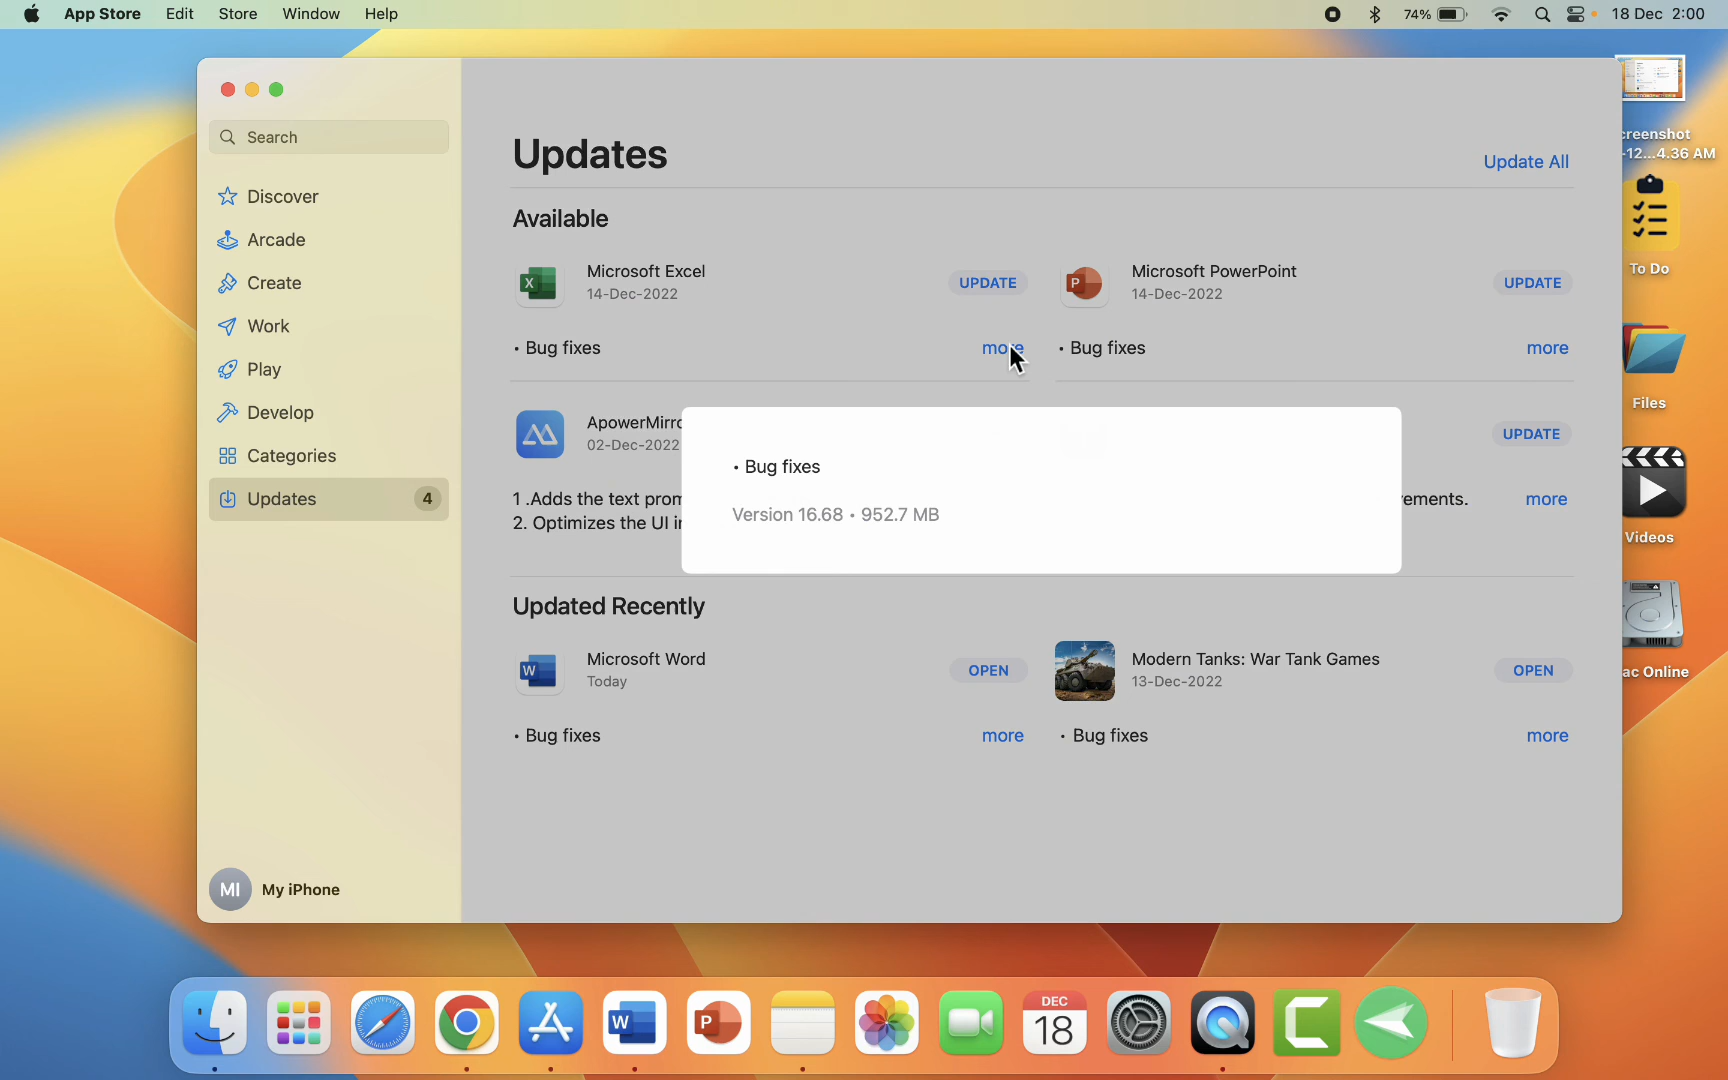 App Store Edit Store Window Help
74% 18 Dec 2:00
Search
Discover
Arcade
Create
Work
Play
Develop
Categories
Updates 4
MI My iPhone
Updates
Update All
Available
Microsoft Excel
14-Dec-2022
UPDATE
• Bug fixes
more
Microsoft PowerPoint
14-Dec-2022
UPDATE
• Bug fixes
more
ApowerMirro
02-Dec-2022
1 .Adds the text pro
2. Optimizes the UI
UPDATE
ements.
more
• Bug fixes
Version 16.68 • 952.7 MB
Updated Recently
Microsoft Word
Today
OPEN
• Bug fixes
more
Modern Tanks: War Tank Games
13-Dec-2022
OPEN
• Bug fixes
more
creenshot
-12...4.36 AM
To Do
Files
Videos
ac Online
X
P
W
W
P
DEC
18